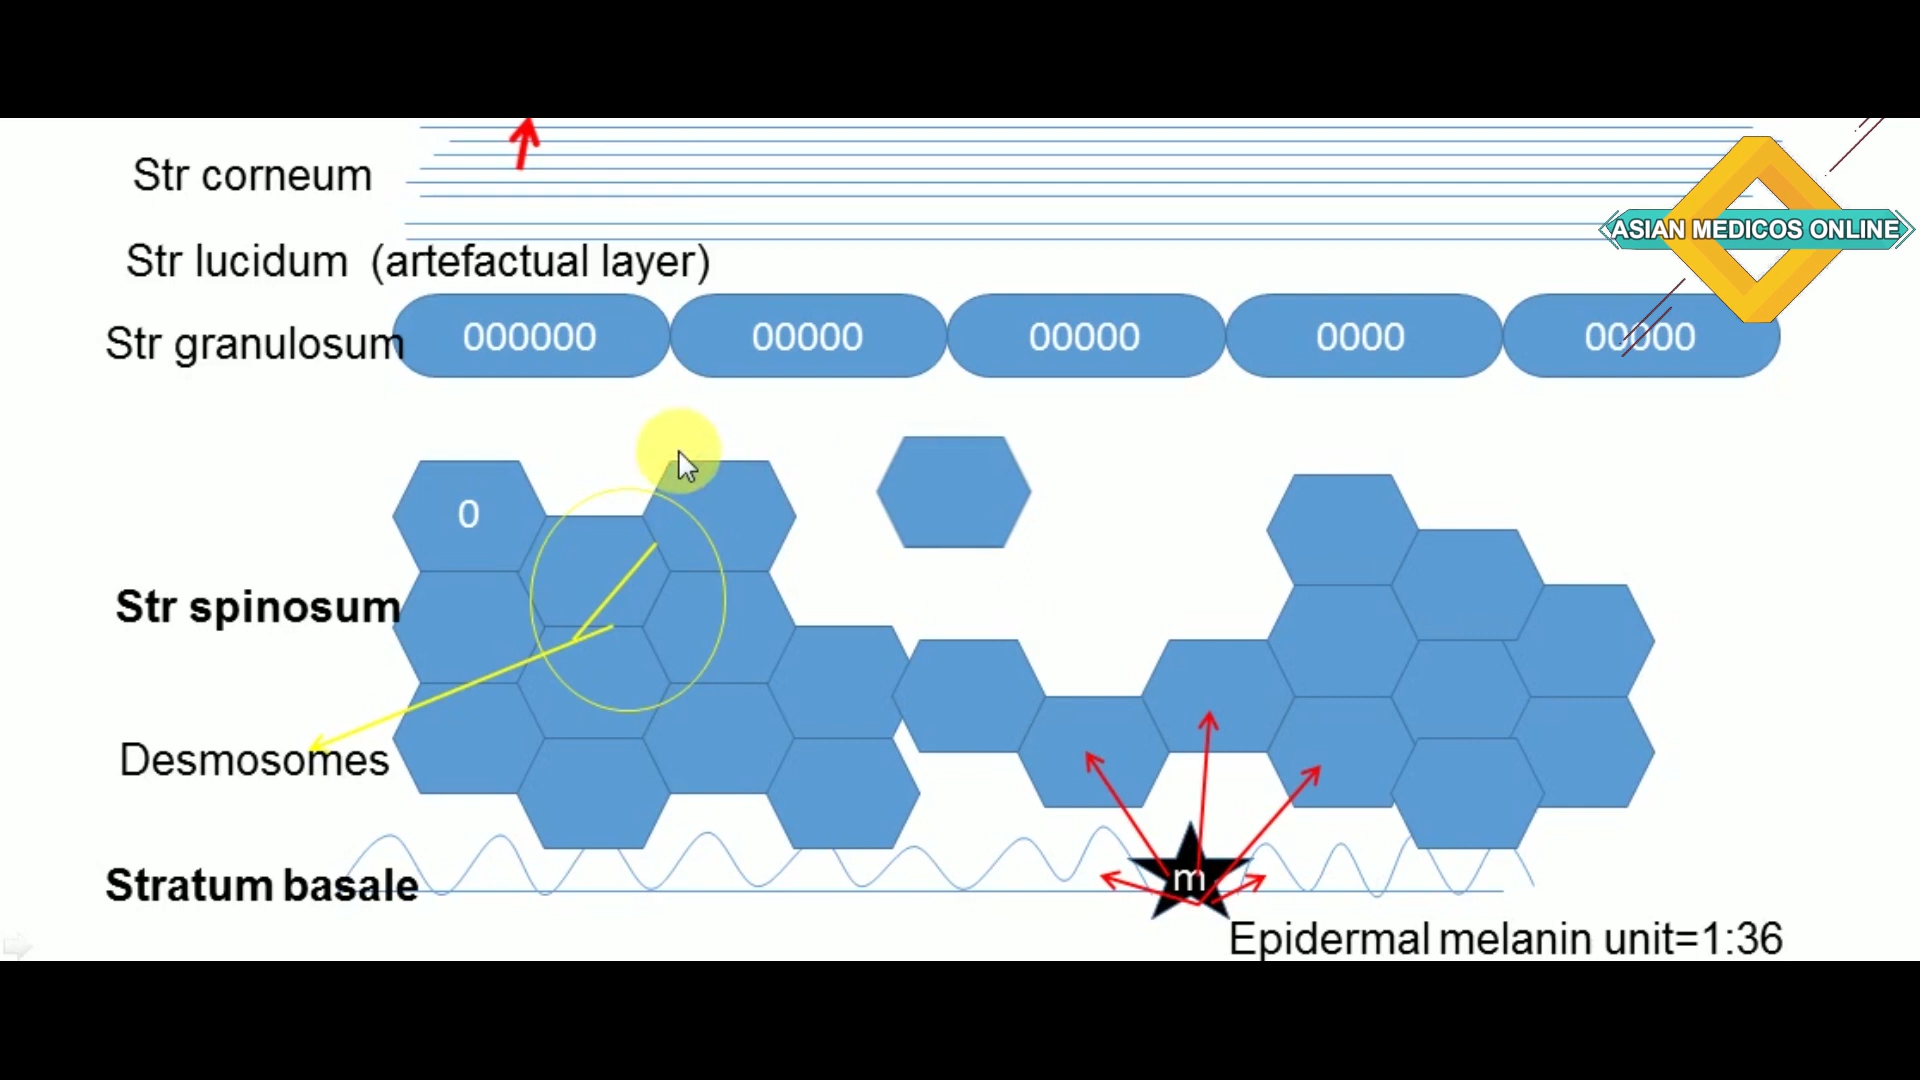 Str corneum
ASIAN MEDICOS ONLINE
Str lucidum (artefactual layer)
Str granulosum
000000
00000
00000
0000
00000
0
Str spinosum
Desmosomes
m
Stratum basale
Epidermal melanin unit=1:36